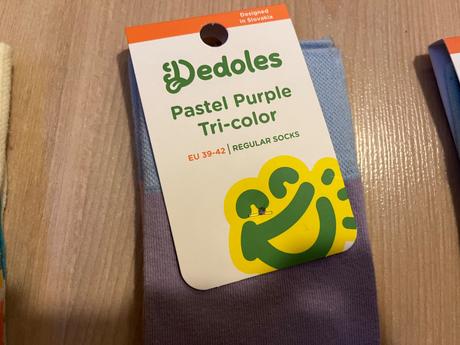 Designed
in Slovakia
Dedoles
Pastel Purple
Tri-color
EU 39-42 | REGULAR SOCKS